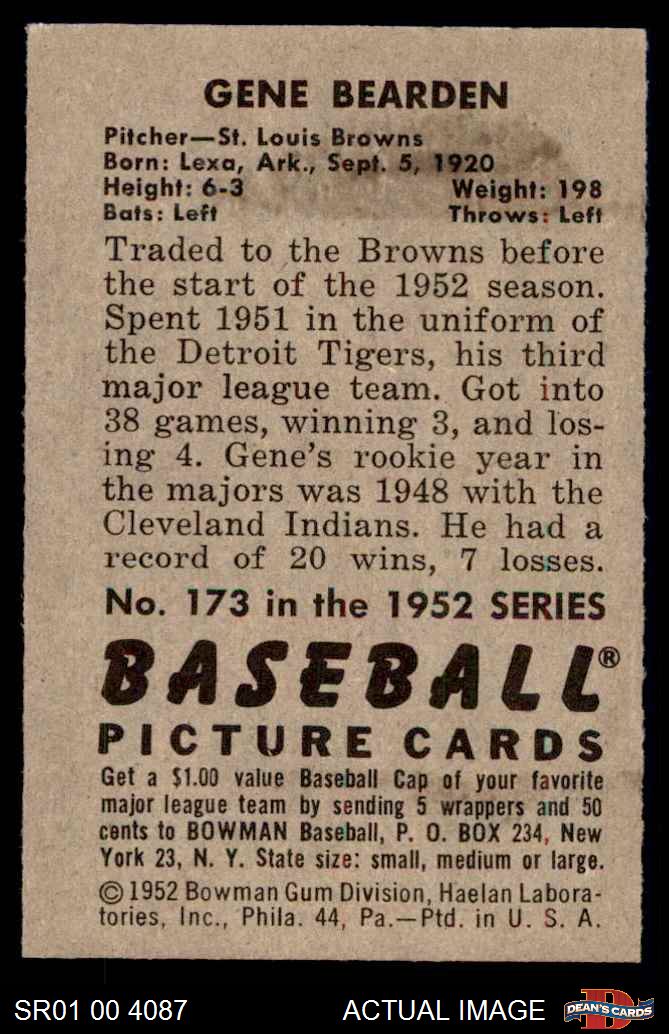 GENE BEARDEN
Pitcher—St. Louis Browns
Born: Lexa, Ark., Sept. 5, 1920
Height: 6-3 Weight: 198
Bats: Left Throws: Left
Traded to the Browns before
the start of the 1952 season.
Spent 1951 in the uniform of
the Detroit Tigers, his third
major league team. Got into
38 games, winning 3, and los-
ing 4. Gene's rookie year in
the majors was 1948 with the
Cleveland Indians. He had a
record of 20 wins, 7 losses.
No. 173 in the 1952 SERIES
BASEBALL®
PICTURE CARDS
Get a $1.00 value Baseball Cap of your favorite
major league team by sending 5 wrappers and 50
cents to BOWMAN Baseball, P. O. BOX 234, New
York 23, N. Y. State size: small, medium or large.
© 1952 Bowman Gum Division, Haelan Labora-
tories, Inc., Phila. 44, Pa.—Ptd. in U. S. A.
SR01 00 4087 ACTUAL IMAGE D DEAN'S CARDS